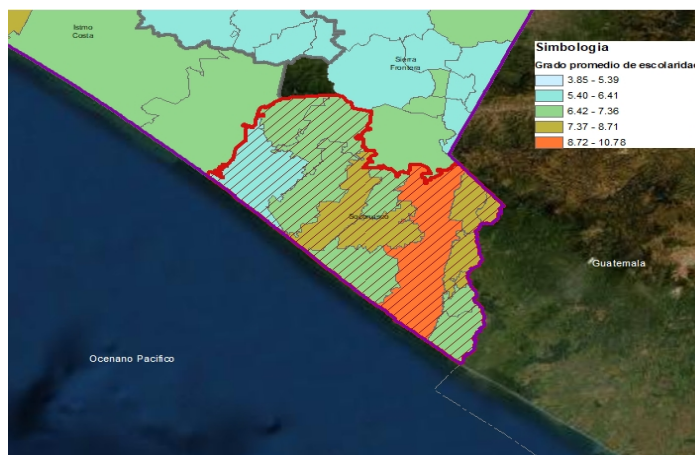 Istmo
Costa
Sierra
Frontera
Simbologia
Grado promedio de escolaridad
3.85 - 5.39
5.40 - 6.41
6.42 - 7.36
7.37 - 8.71
8.72 - 10.78
Soconusco
Guatemala
Ocenano Pacifico